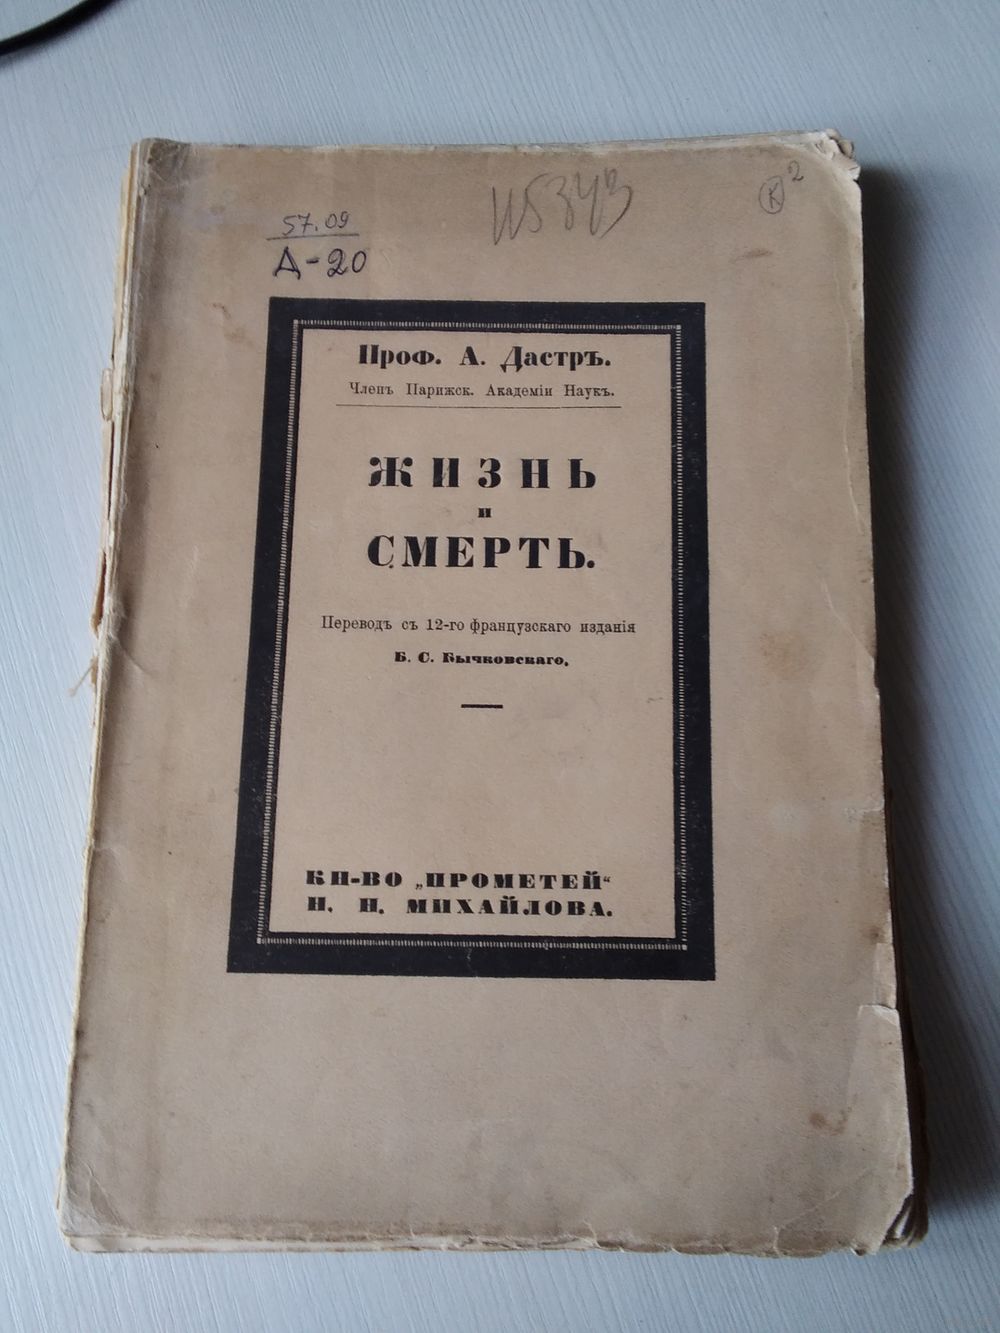 57.09
Д-20
К 2
Проф. А. Дастръ.
Членъ Парижск. Академіи Наукъ.
ЖИЗНЬ
и
СМЕРТЬ.
Переводъ съ 12-го французскаго изданія
Б. С. Бычковскаго.
КН-ВО „ПРОМЕТЕЙ“
Н. Н. МИХАЙЛОВА.